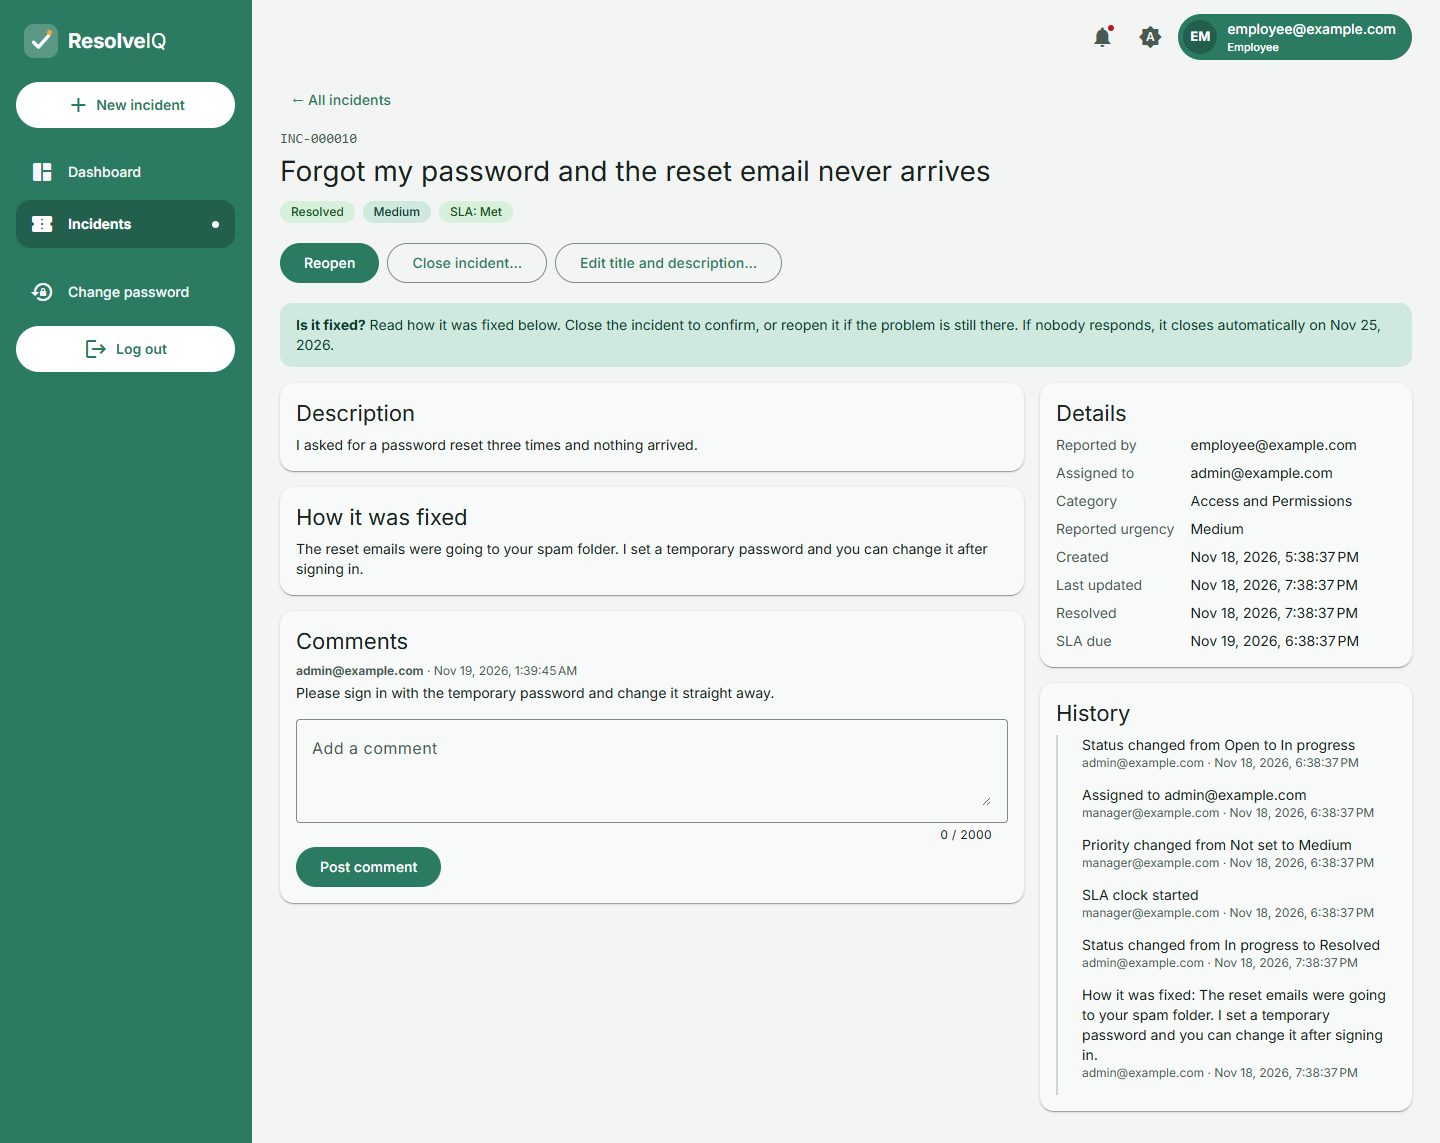 ResolveIQ
New incident
Dashboard
Incidents
Change password
Log out
A
EM
employee@example.com
Employee
← All incidents
INC-000010
Forgot my password and the reset email never arrives
Resolved
Medium
SLA: Met
Reopen
Close incident...
Edit title and description...
Is it fixed? Read how it was fixed below. Close the incident to confirm, or reopen it if the problem is still there. If nobody responds, it closes automatically on Nov 25,
2026.
Description
I asked for a password reset three times and nothing arrived.
How it was fixed
The reset emails were going to your spam folder. I set a temporary password and you can change it after
signing in.
Comments
admin@example.com · Nov 19, 2026, 1:39:45 AM
Please sign in with the temporary password and change it straight away.
Add a comment
0 / 2000
Post comment
Details
Reported by employee@example.com
Assigned to admin@example.com
Category Access and Permissions
Reported urgency Medium
Created Nov 18, 2026, 5:38:37 PM
Last updated Nov 18, 2026, 7:38:37 PM
Resolved Nov 18, 2026, 7:38:37 PM
SLA due Nov 19, 2026, 6:38:37 PM
History
Status changed from Open to In progress
admin@example.com · Nov 18, 2026, 6:38:37 PM
Assigned to admin@example.com
manager@example.com · Nov 18, 2026, 6:38:37 PM
Priority changed from Not set to Medium
manager@example.com · Nov 18, 2026, 6:38:37 PM
SLA clock started
manager@example.com · Nov 18, 2026, 6:38:37 PM
Status changed from In progress to Resolved
admin@example.com · Nov 18, 2026, 7:38:37 PM
How it was fixed: The reset emails were going
to your spam folder. I set a temporary
password and you can change it after signing
in.
admin@example.com · Nov 18, 2026, 7:38:37 PM